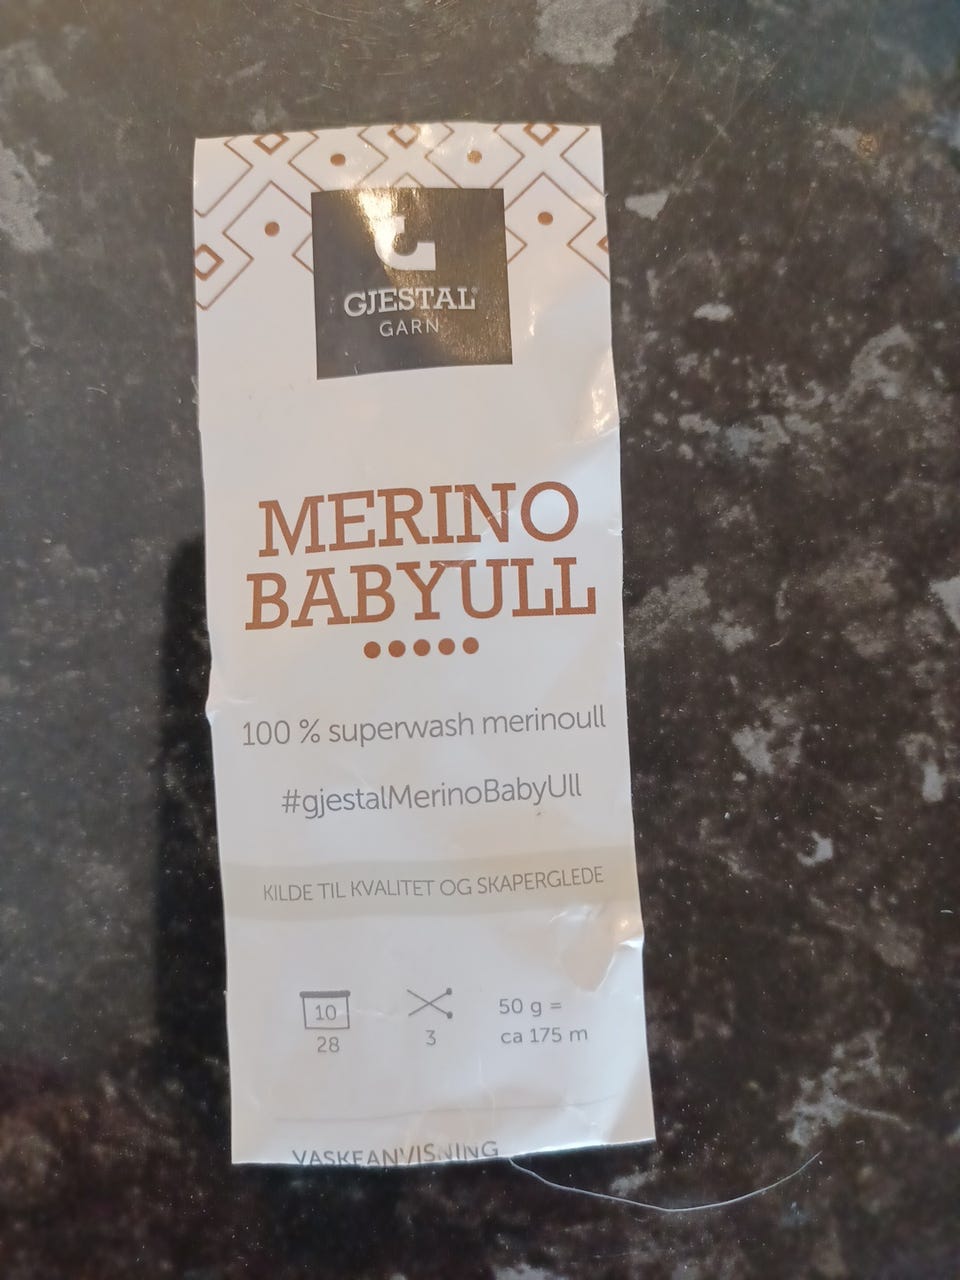 GJESTAL
GARN
MERINO
BABYULL
100 % superwash merinoull
#gjestalMerinoBabyUll
KILDE TIL KVALITET OG SKAPERGLEDE
10
28
3
50 g =
ca 175 m
VASKEANVISNING